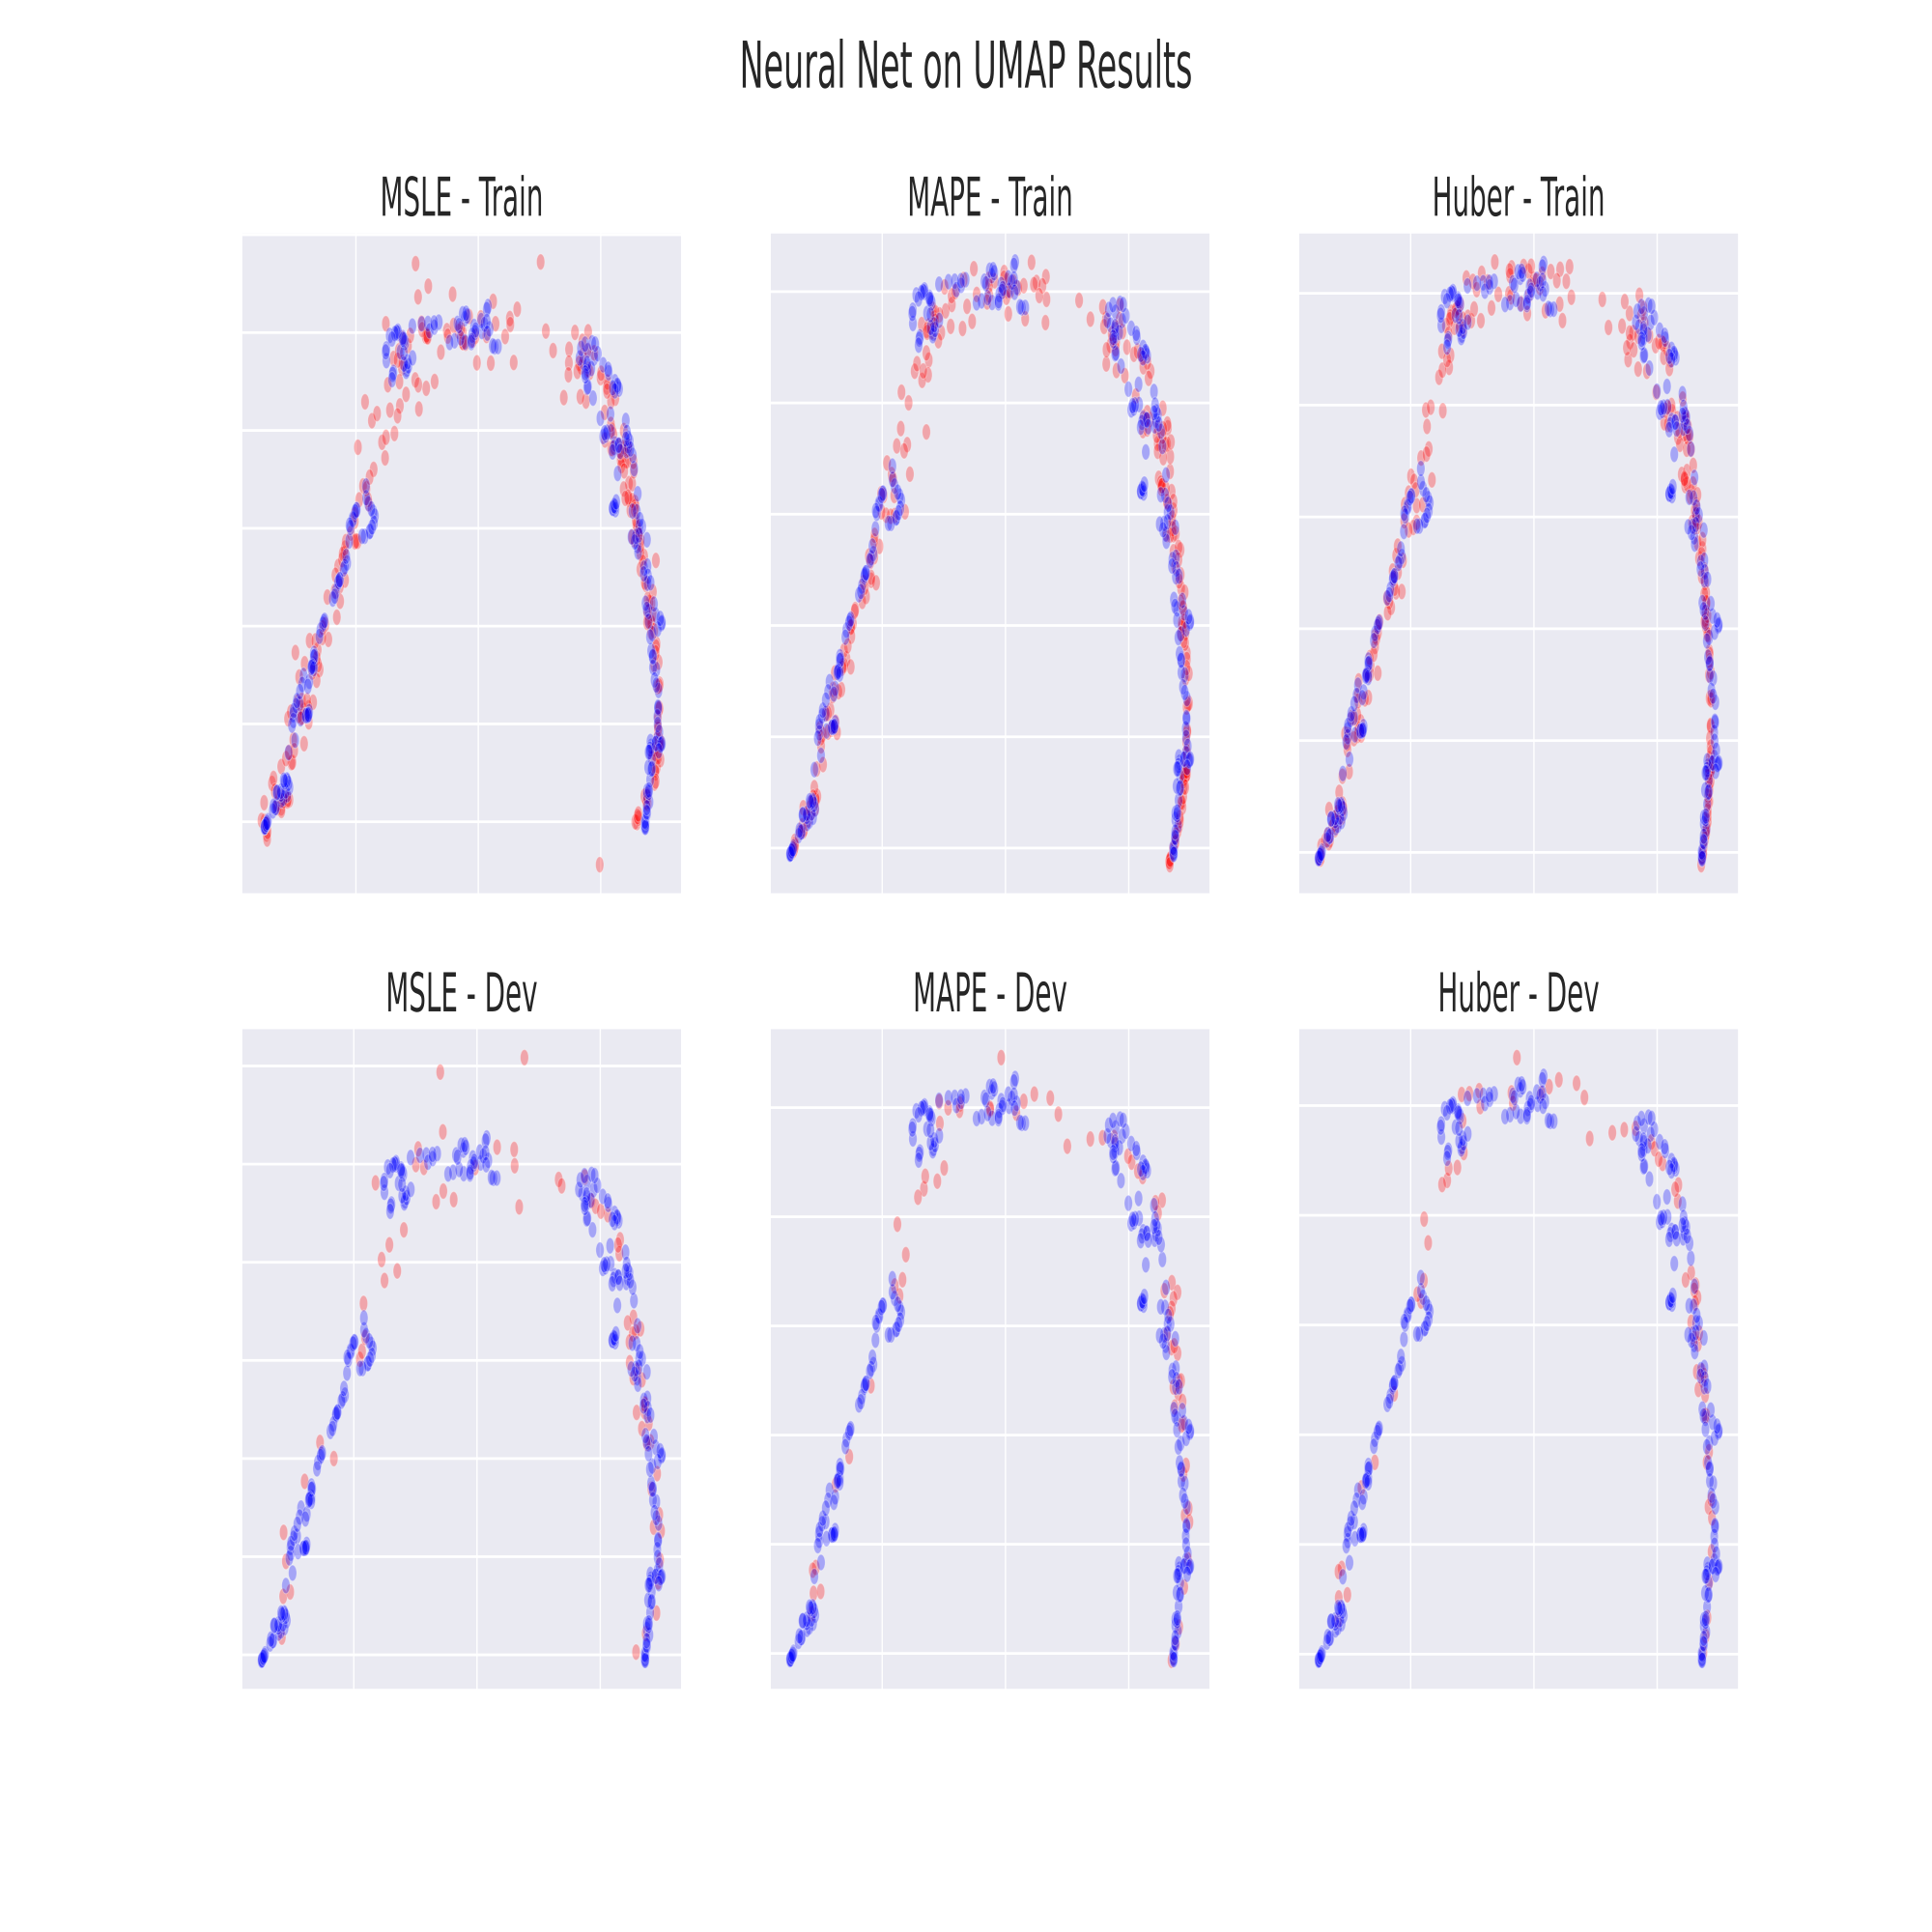 Neural Net on UMAP Results
MSLE - Train
MAPE - Train
Huber - Train
MSLE - Dev
MAPE - Dev
Huber - Dev